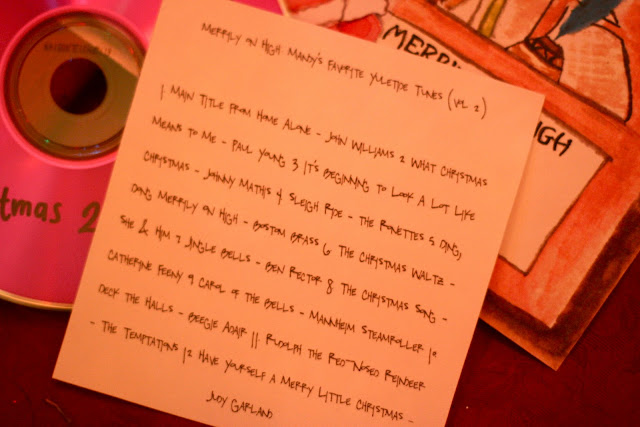 MERRILY ON HIGH: MANDY'S FAVORITE YULETIDE TUNES (VOL 2)
1 MAIN TITLE FROM HOME ALONE - JOHN WILLIAMS 2 WHAT CHRISTMAS
MEANS TO ME - PAUL YOUNG 3 IT'S BEGINNING TO LOOK A LOT LIKE
CHRISTMAS - JOHNNY MATHIS 4 SLEIGH RIDE - THE RONETTES 5 DING,
DONG MERRILY ON HIGH - BOSTON BRASS 6 THE CHRISTMAS WALTZ -
SHE & HIM 7 JINGLE BELLS - BEN RECTOR 8 THE CHRISTMAS SONG -
CATHERINE FEENY 9 CAROL OF THE BELLS - MANNHEIM STEAMROLLER 10
DECK THE HALLS - BEEGIE ADAIR 11 RUDOLPH THE RED-NOSED REINDEER
- THE TEMPTATIONS 12 HAVE YOURSELF A MERRY LITTLE CHRISTMAS -
JUDY GARLAND
tmas 2
MERRI
IGH